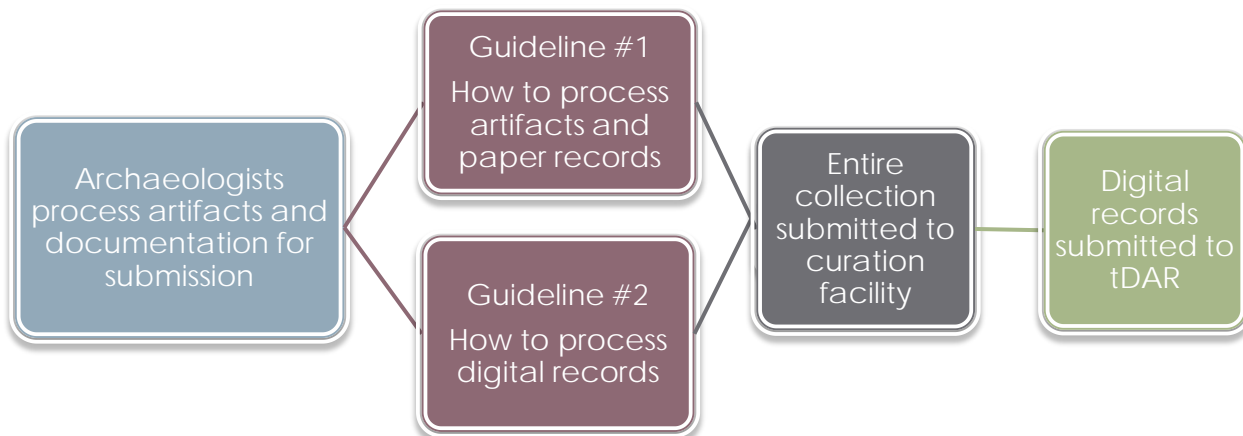 Archaeologists
process artifacts and
documentation for
submission
Guideline #1
How to process
artifacts and
paper records
Guideline #2
How to process
digital records
Entire
collection
submitted to
curation
facility
Digital
records
submitted to
tDAR